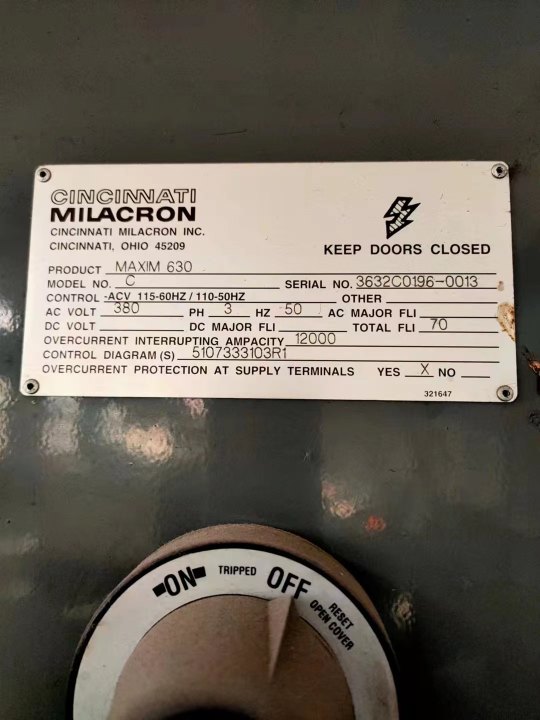 CINCINNATI
MILACRON
CINCINNATI MILACRON INC.
CINCINNATI, OHIO 45209
KEEP DOORS CLOSED
PRODUCT MAXIM 630
MODEL NO. C SERIAL NO. 3632C0196-0013
CONTROL -ACV 115-60HZ / 110-50HZ OTHER
AC VOLT 380 PH 3 HZ 50 AC MAJOR FLI
DC VOLT DC MAJOR FLI TOTAL FLI 70
OVERCURRENT INTERRUPTING AMPACITY 12000
CONTROL DIAGRAM (S) 5107333103R1
OVERCURRENT PROTECTION AT SUPPLY TERMINALS YES X NO
321647
ON TRIPPED OFF RESET
OPEN COVER